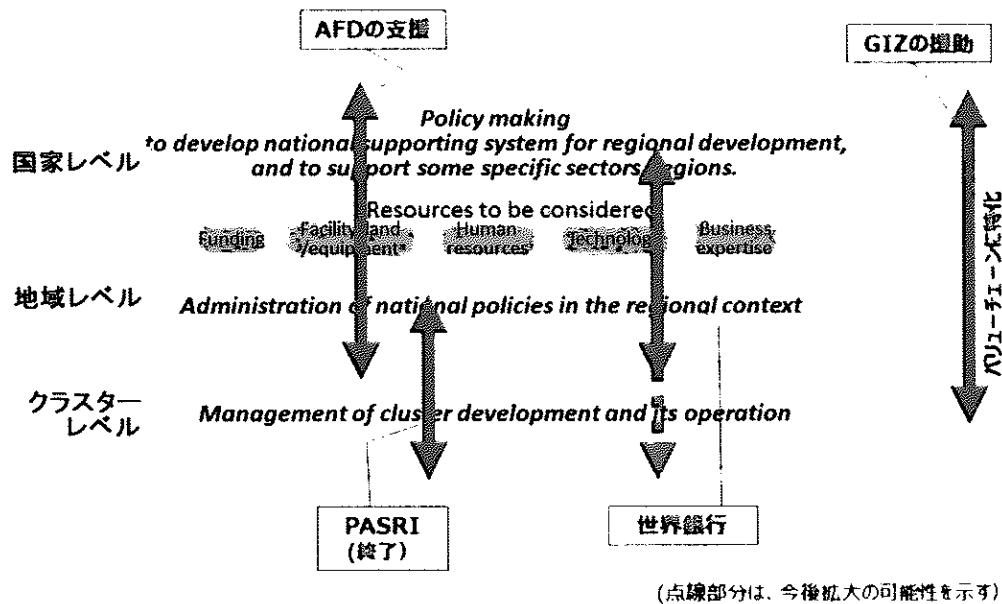 AFDの支援
GIZの援助
Policy making
to develop national supporting system for regional development,
and to support some specific sectors, regions.
国家レベル
Resources to be considered
Funding
Facility, land
/equipment
Human
resources
Technology
Business
expertise
地域レベル
Administration of national policies in the regional context
バリューチェーンに特化
クラスター
レベル
Management of cluster development and its operation
PASRI
(終了)
世界銀行
(点線部分は、今後拡大の可能性を示す)